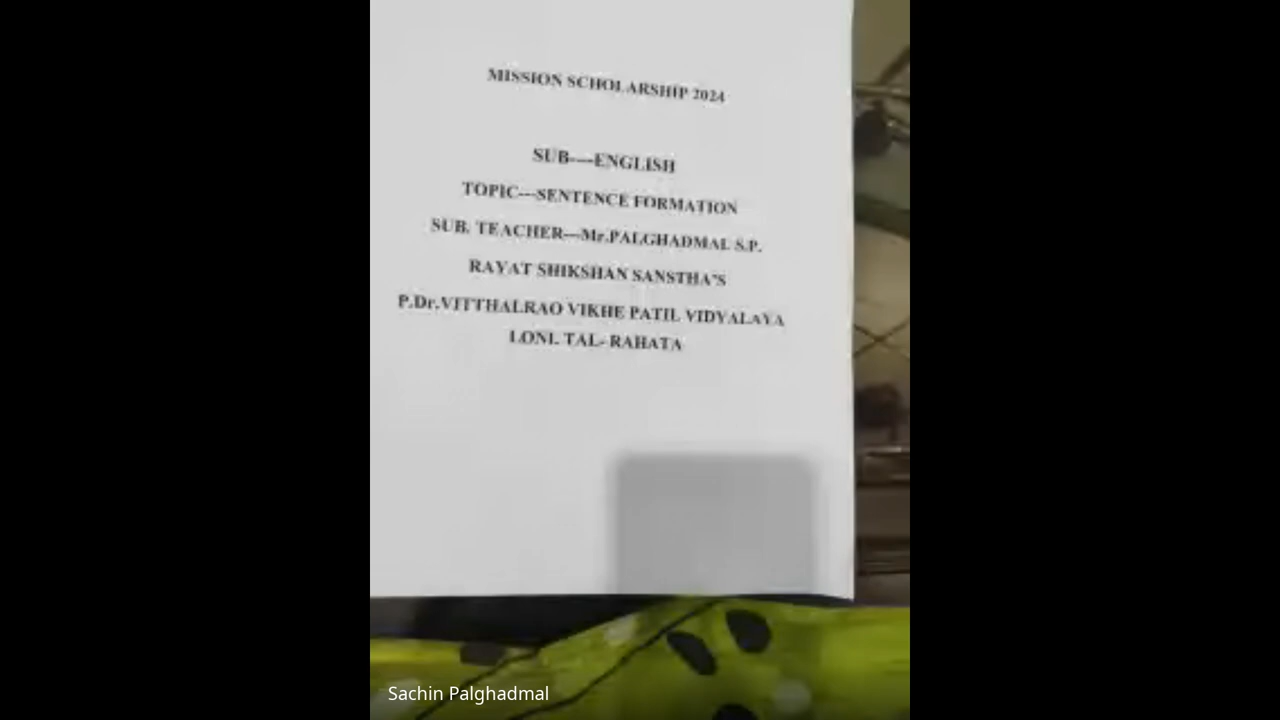 MISSION SCHOLARSHIP 2024
SUB----ENGLISH
TOPIC---SENTENCE FORMATION
SUB. TEACHER---Mr.PALGHADMAL S.P.
RAYAT SHIKSHAN SANSTHA"S
P.Dr.VITTHALRAO VIKHE PATIL VIDYALAYA
LONI. TAL- RAHATA
Sachin Palghadmal